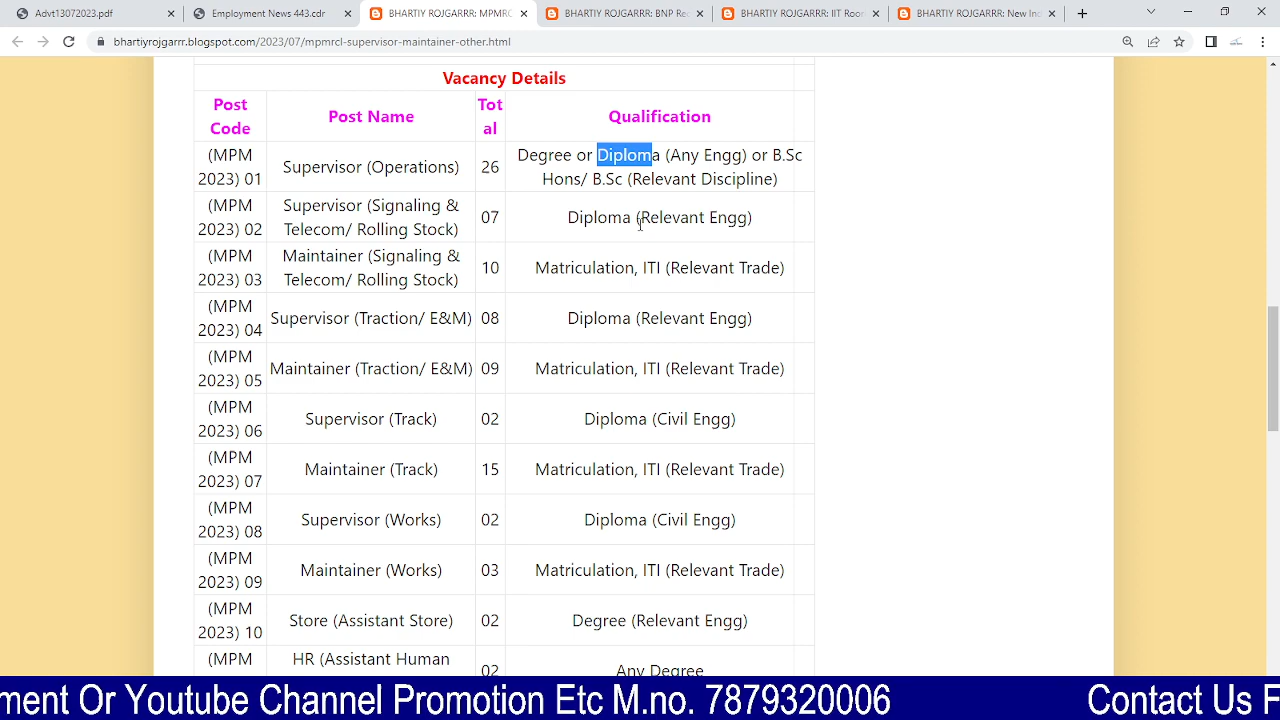 Advt13072023.pdf
Employment News 443.cdr
BHARTIY ROJGARRR: MPMRC
BHARTIY ROJGARRR: BNP Rec
BHARTIY ROJGARRR: IIT Roor
BHARTIY ROJGARRR: New Ind
bhartiyrojgarrr.blogspot.com/2023/07/mpmrcl-supervisor-maintainer-other.html
Vacancy Details
Post Code
Post Name
Tot al
Qualification
(MPM 2023) 01
Supervisor (Operations)
26
Degree or Diploma (Any Engg) or B.Sc
Hons/ B.Sc (Relevant Discipline)
(MPM 2023) 02
Supervisor (Signaling &
Telecom/ Rolling Stock)
07
Diploma (Relevant Engg)
(MPM 2023) 03
Maintainer (Signaling &
Telecom/ Rolling Stock)
10
Matriculation, ITI (Relevant Trade)
(MPM 2023) 04
Supervisor (Traction/ E&M)
08
Diploma (Relevant Engg)
(MPM 2023) 05
Maintainer (Traction/ E&M)
09
Matriculation, ITI (Relevant Trade)
(MPM 2023) 06
Supervisor (Track)
02
Diploma (Civil Engg)
(MPM 2023) 07
Maintainer (Track)
15
Matriculation, ITI (Relevant Trade)
(MPM 2023) 08
Supervisor (Works)
02
Diploma (Civil Engg)
(MPM 2023) 09
Maintainer (Works)
03
Matriculation, ITI (Relevant Trade)
(MPM 2023) 10
Store (Assistant Store)
02
Degree (Relevant Engg)
(MPM
HR (Assistant Human
02
Any Degree
ment Or Youtube Channel Promotion Etc M.no. 7879320006
Contact Us F